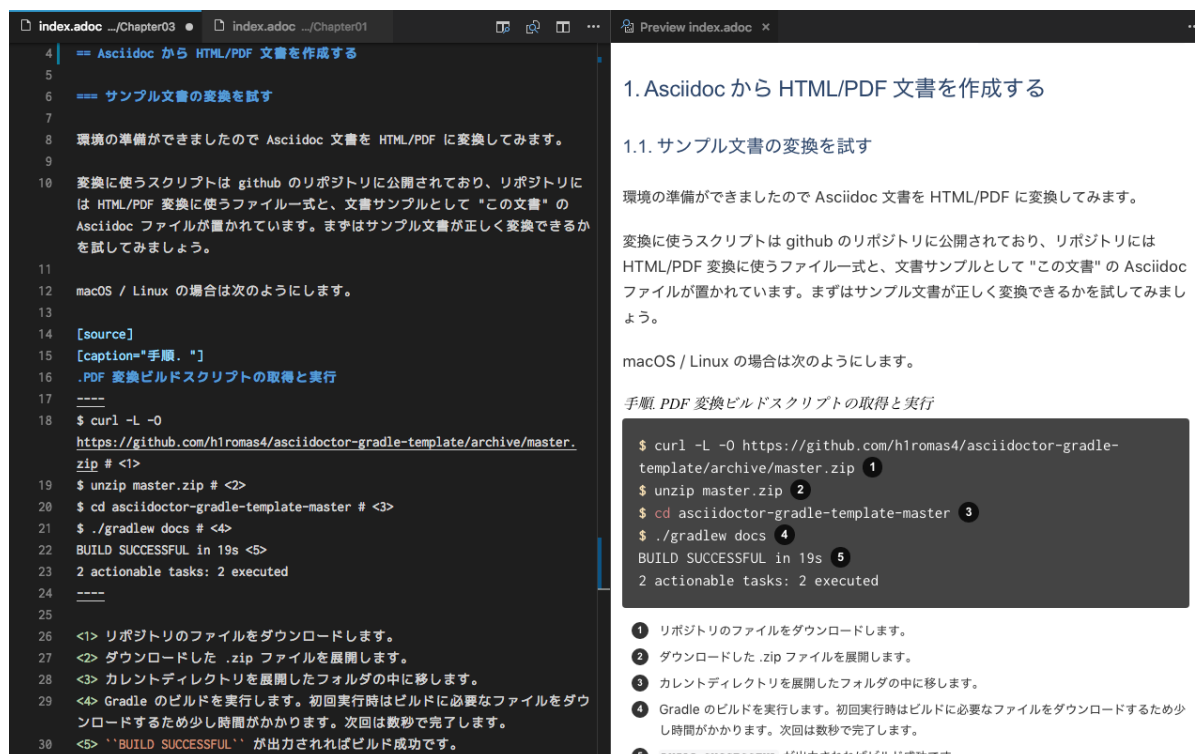 index.adoc .../Chapter03
index.adoc .../Chapter01
4 == Asciidoc から HTML/PDF 文書を作成する
5
6 === サンプル文書の変換を試す
7
8 環境の準備ができましたので Asciidoc 文書を HTML/PDF に変換してみます。
9
10 変換に使うスクリプトは github のリポジトリに公開されており、リポジトリに
は HTML/PDF 変換に使うファイル一式と、文書サンプルとして "この文書" の
Asciidoc ファイルが置かれています。まずはサンプル文書が正しく変換できるか
を試してみましょう。
11
12 macOS / Linux の場合は次のようにします。
13
14 [source]
15 [caption="手順. "]
16 .PDF 変換ビルドスクリプトの取得と実行
17 ----
18 $ curl -L -O
https://github.com/h1romas4/asciidoctor-gradle-template/archive/master.
zip # <1>
19 $ unzip master.zip # <2>
20 $ cd asciidoctor-gradle-template-master # <3>
21 $ ./gradlew docs # <4>
22 BUILD SUCCESSFUL in 19s <5>
23 2 actionable tasks: 2 executed
24 ----
25
26 <1> リポジトリのファイルをダウンロードします。
27 <2> ダウンロードした .zip ファイルを展開します。
28 <3> カレントディレクトリを展開したフォルダの中に移します。
29 <4> Gradle のビルドを実行します。初回実行時はビルドに必要なファイルをダウ
ンロードするため少し時間がかかります。次回は数秒で完了します。
30 <5> ``BUILD SUCCESSFUL`` が出力されればビルド成功です。
Preview index.adoc
1. Asciidoc から HTML/PDF 文書を作成する
1.1. サンプル文書の変換を試す
環境の準備ができましたので Asciidoc 文書を HTML/PDF に変換してみます。
変換に使うスクリプトは github のリポジトリに公開されており、リポジトリには
HTML/PDF 変換に使うファイル一式と、文書サンプルとして "この文書" の Asciidoc
ファイルが置かれています。まずはサンプル文書が正しく変換できるかを試してみまし
ょう。
macOS / Linux の場合は次のようにします。
手順. PDF 変換ビルドスクリプトの取得と実行
$ curl -L -O https://github.com/h1romas4/asciidoctor-gradle-
template/archive/master.zip 1
$ unzip master.zip 2
$ cd asciidoctor-gradle-template-master 3
$ ./gradlew docs 4
BUILD SUCCESSFUL in 19s 5
2 actionable tasks: 2 executed
1 リポジトリのファイルをダウンロードします。
2 ダウンロードした .zip ファイルを展開します。
3 カレントディレクトリを展開したフォルダの中に移します。
4 Gradle のビルドを実行します。初回実行時はビルドに必要なファイルをダウンロードするため少
し時間がかかります。次回は数秒で完了します。